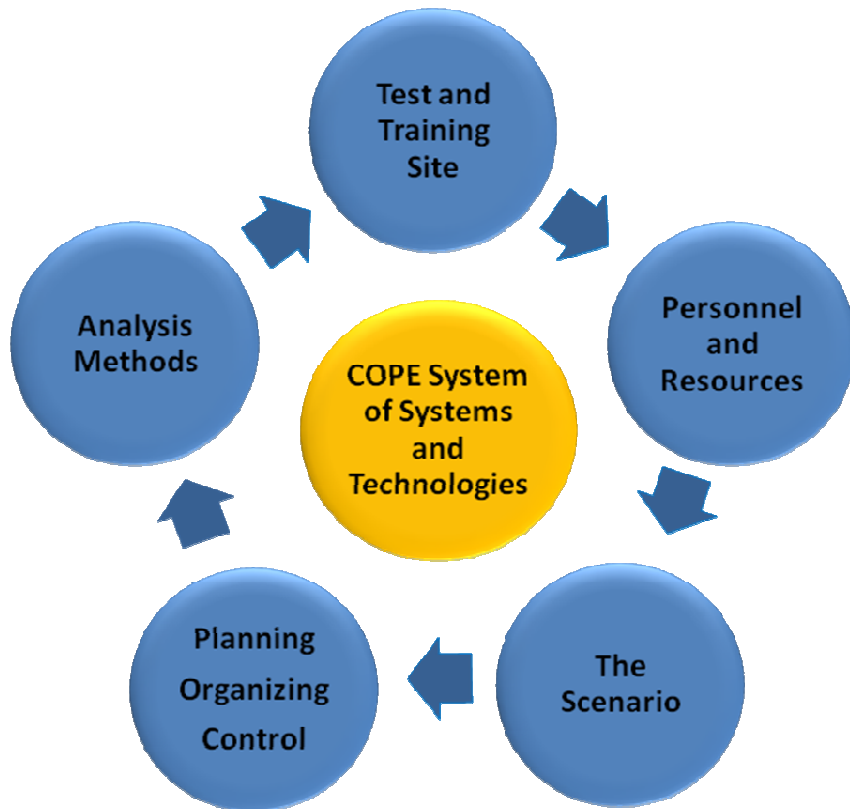 Test and
Training
Site
Personnel
and
Resources
The
Scenario
Planning
Organizing
Control
Analysis
Methods
COPE System
of Systems
and
Technologies